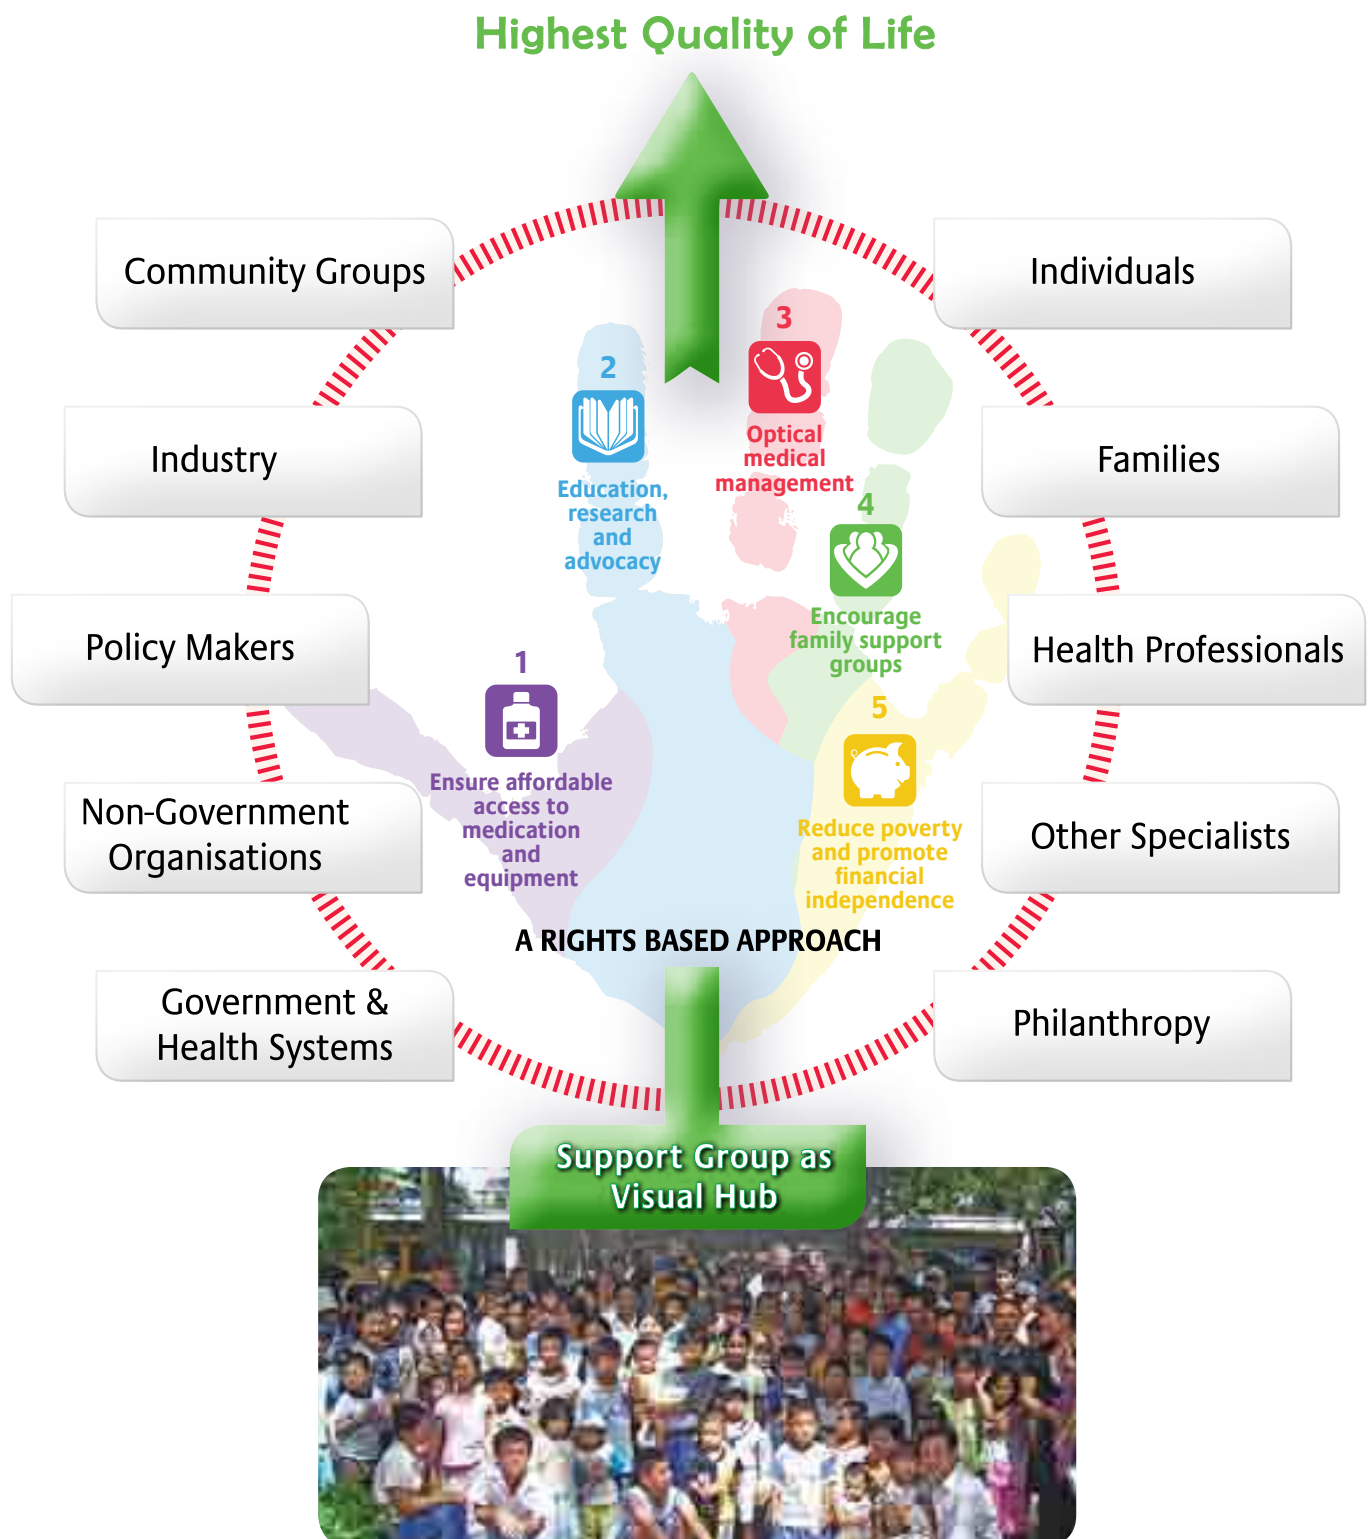 Highest Quality of Life
Community Groups
Individuals
Industry
Families
Policy Makers
Health Professionals
Non-Government
Organisations
Other Specialists
Government &
Health Systems
Philanthropy
1
Ensure affordable
access to
medication
and
equipment
2
Education,
research
and
advocacy
3
Optical
medical
management
4
Encourage
family support
groups
5
Reduce poverty
and promote
financial
independence
A RIGHTS BASED APPROACH
Support Group as
Visual Hub